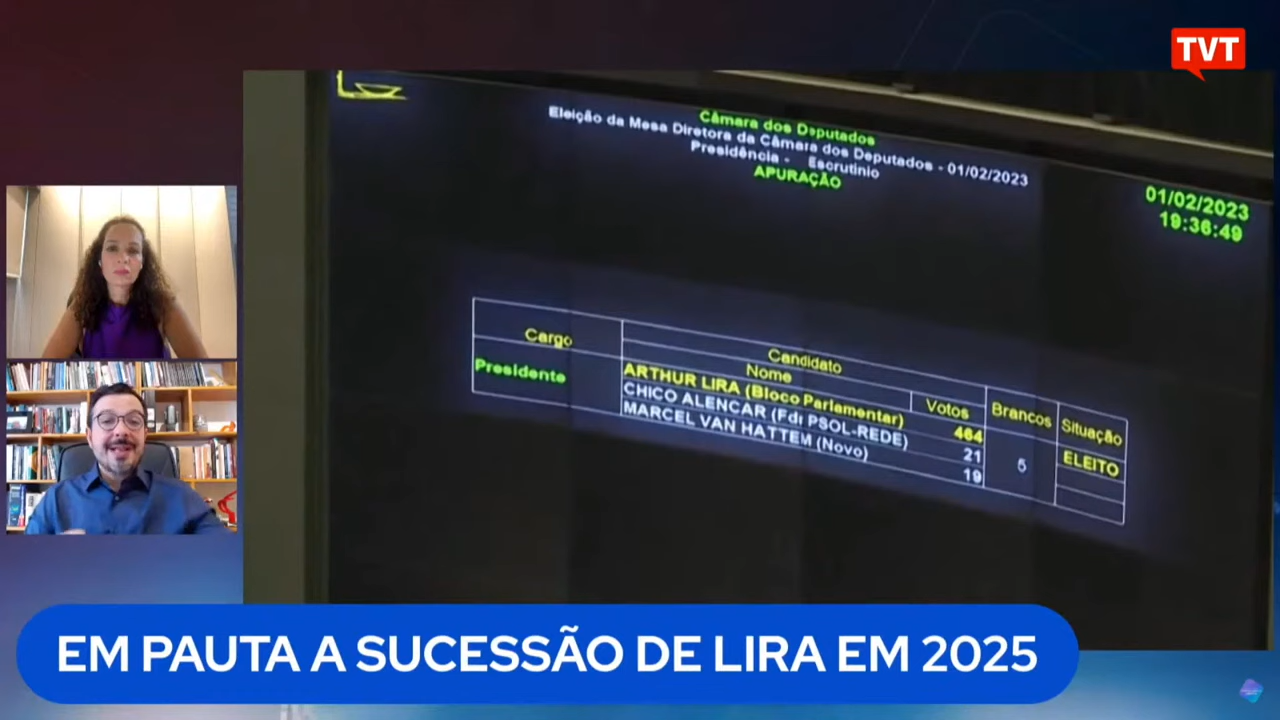 TVT
Câmara dos Deputados
Eleição da Mesa Diretora da Câmara dos Deputados - 01/02/2023
Presidência - Escrutínio
APURAÇÃO
01/02/2023
19:36:49
Cargo
Candidato
Nome
Votos
Brancos
Situação
Presidente
ARTHUR LIRA (Bloco Parlamentar) 464
CHICO ALENCAR (Fdr PSOL-REDE) 21
MARCEL VAN HATTEM (Novo) 19
5
ELEITO
EM PAUTA A SUCESSÃO DE LIRA EM 2025